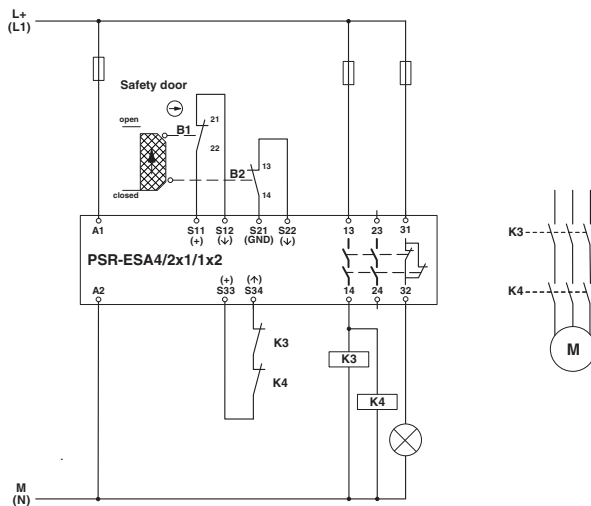 L+
(L1)
Safety door
open
closed
B1
21
22
B2
13
14
A1
S11
(+)
S12
(↓)
S21
(GND)
S22
(↓)
13
23
31
PSR-ESA4/2x1/1x2
A2
(+)
S33
(↑)
S34
14
24
32
K3
K4
K3
K4
K3
K4
M
M
(N)